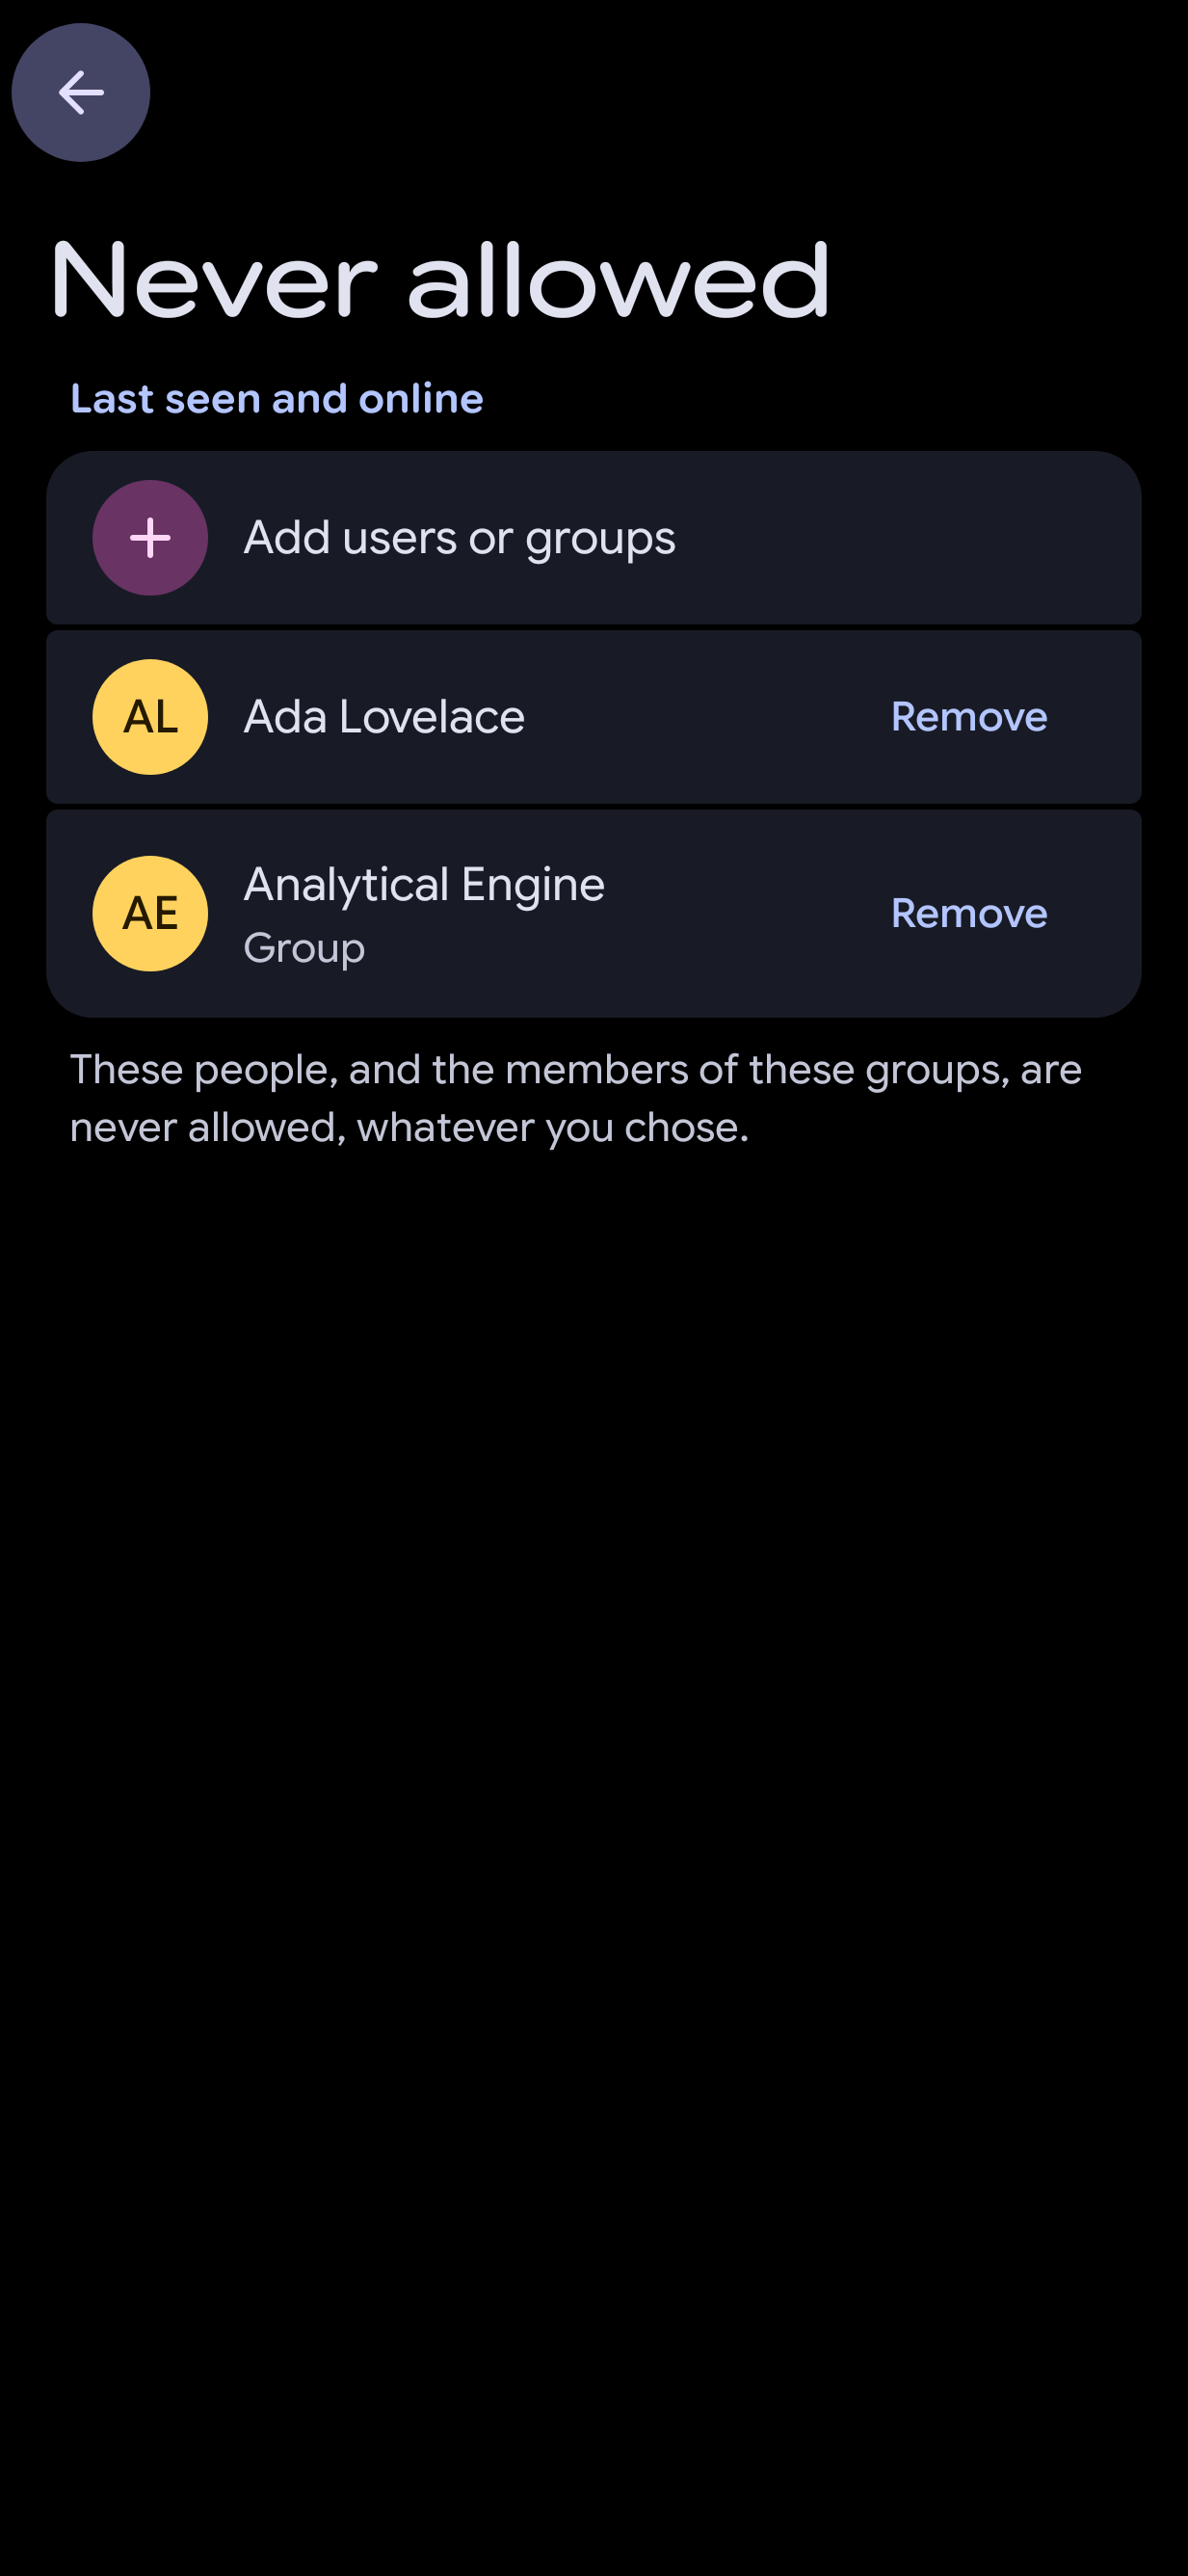 Never allowed
Last seen and online
Add users or groups
AL
Ada Lovelace
Remove
AE
Analytical Engine
Group
Remove
These people, and the members of these groups, are
never allowed, whatever you chose.